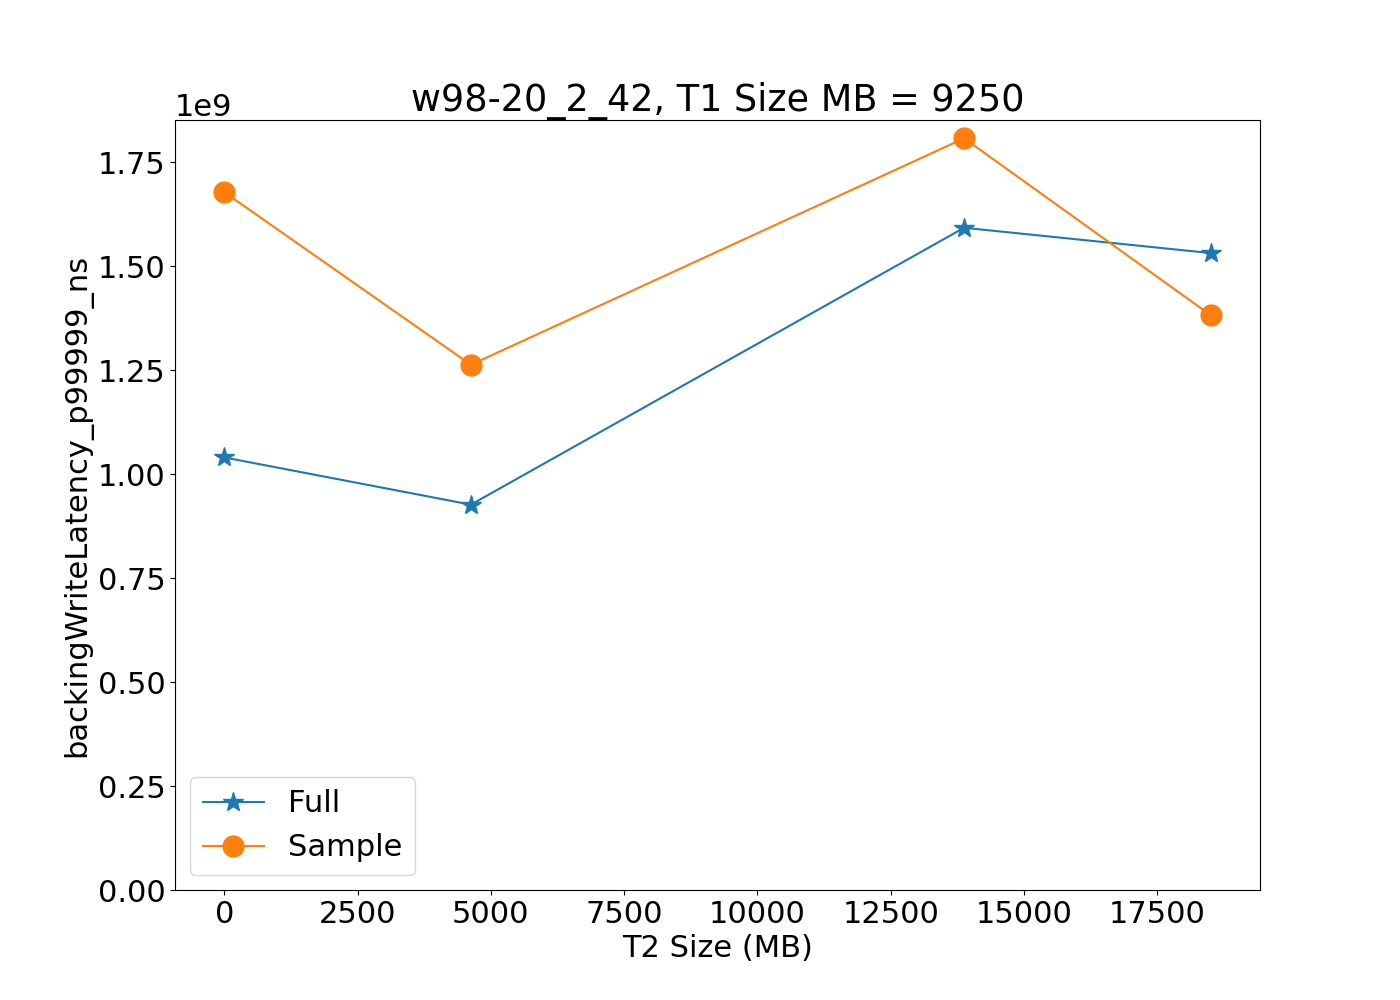 w98-20_2_42, T1 Size MB = 9250
1e9
1.75
1.50
1.25
1.00
0.75
0.50
0.25
0.00
backingWriteLatency_p99999_ns
Full
Sample
0 2500 5000 7500 10000 12500 15000 17500
T2 Size (MB)